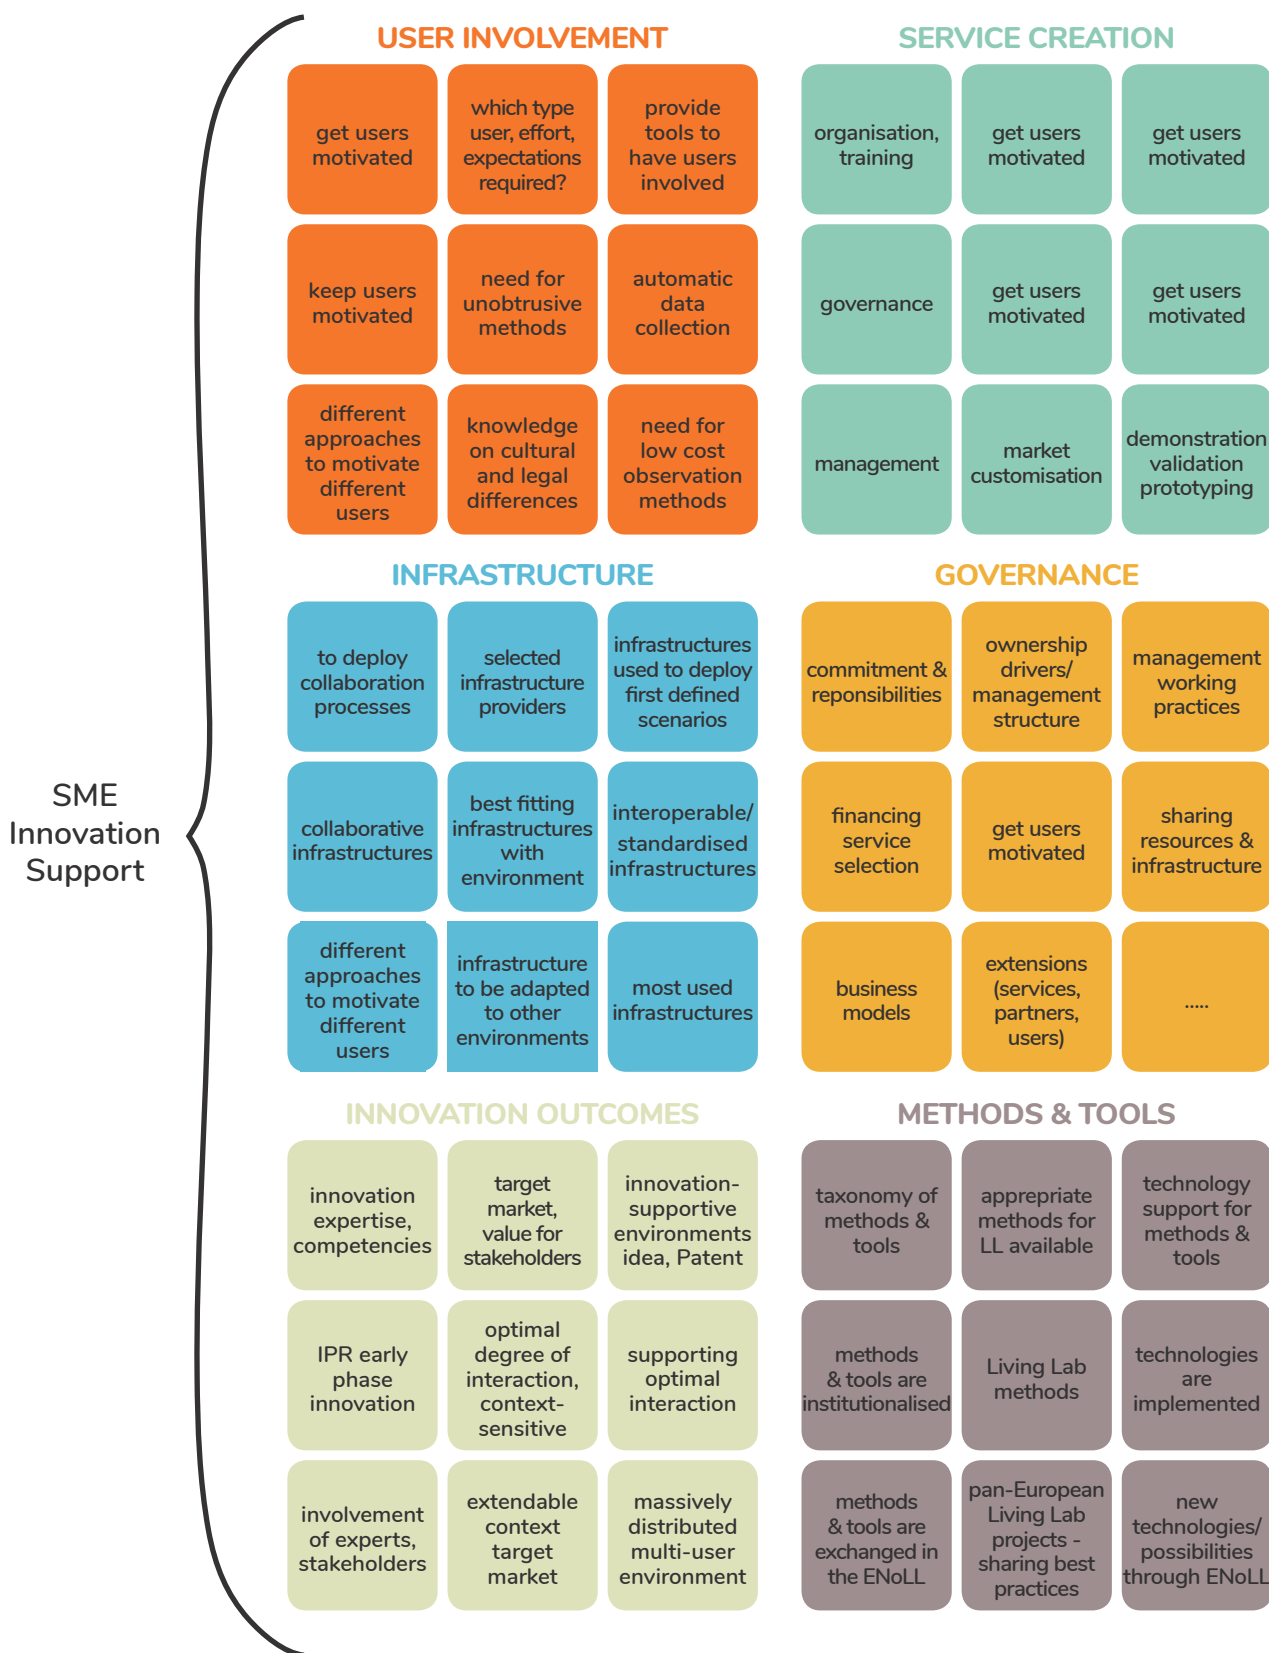 SME
Innovation
Support
USER INVOLVEMENT
get users
motivated
which type
user, effort,
expectations
required?
provide
tools to
have users
involved
keep users
motivated
need for
unobtrusive
methods
automatic
data
collection
different
approaches
to motivate
different
users
knowledge
on cultural
and legal
differences
need for
low cost
observation
methods
SERVICE CREATION
organisation,
training
get users
motivated
get users
motivated
governance
get users
motivated
get users
motivated
management
market
customisation
demonstration
validation
prototyping
INFRASTRUCTURE
to deploy
collaboration
processes
selected
infrastructure
providers
infrastructures
used to deploy
first defined
scenarios
collaborative
infrastructures
best fitting
infrastructures
with
environment
interoperable/
standardised
infrastructures
different
approaches
to motivate
different
users
infrastructure
to be adapted
to other
environments
most used
infrastructures
GOVERNANCE
commitment &
reponsibilities
ownership
drivers/
management
structure
management
working
practices
financing
service
selection
get users
motivated
sharing
resources &
infrastructure
business
models
extensions
(services,
partners,
users)
.....
INNOVATION OUTCOMES
innovation
expertise,
competencies
target
market,
value for
stakeholders
innovation-
supportive
environments
idea, Patent
IPR early
phase
innovation
optimal
degree of
interaction,
context-
sensitive
supporting
optimal
interaction
involvement
of experts,
stakeholders
extendable
context
target
market
massively
distributed
multi-user
environment
METHODS & TOOLS
taxonomy of
methods &
tools
apprepriate
methods for
LL available
technology
support for
methods &
tools
methods
& tools are
institutionalised
Living Lab
methods
technologies
are
implemented
methods
& tools are
exchanged in
the ENoLL
pan-European
Living Lab
projects -
sharing best
practices
new
technologies/
possibilities
through ENoLL